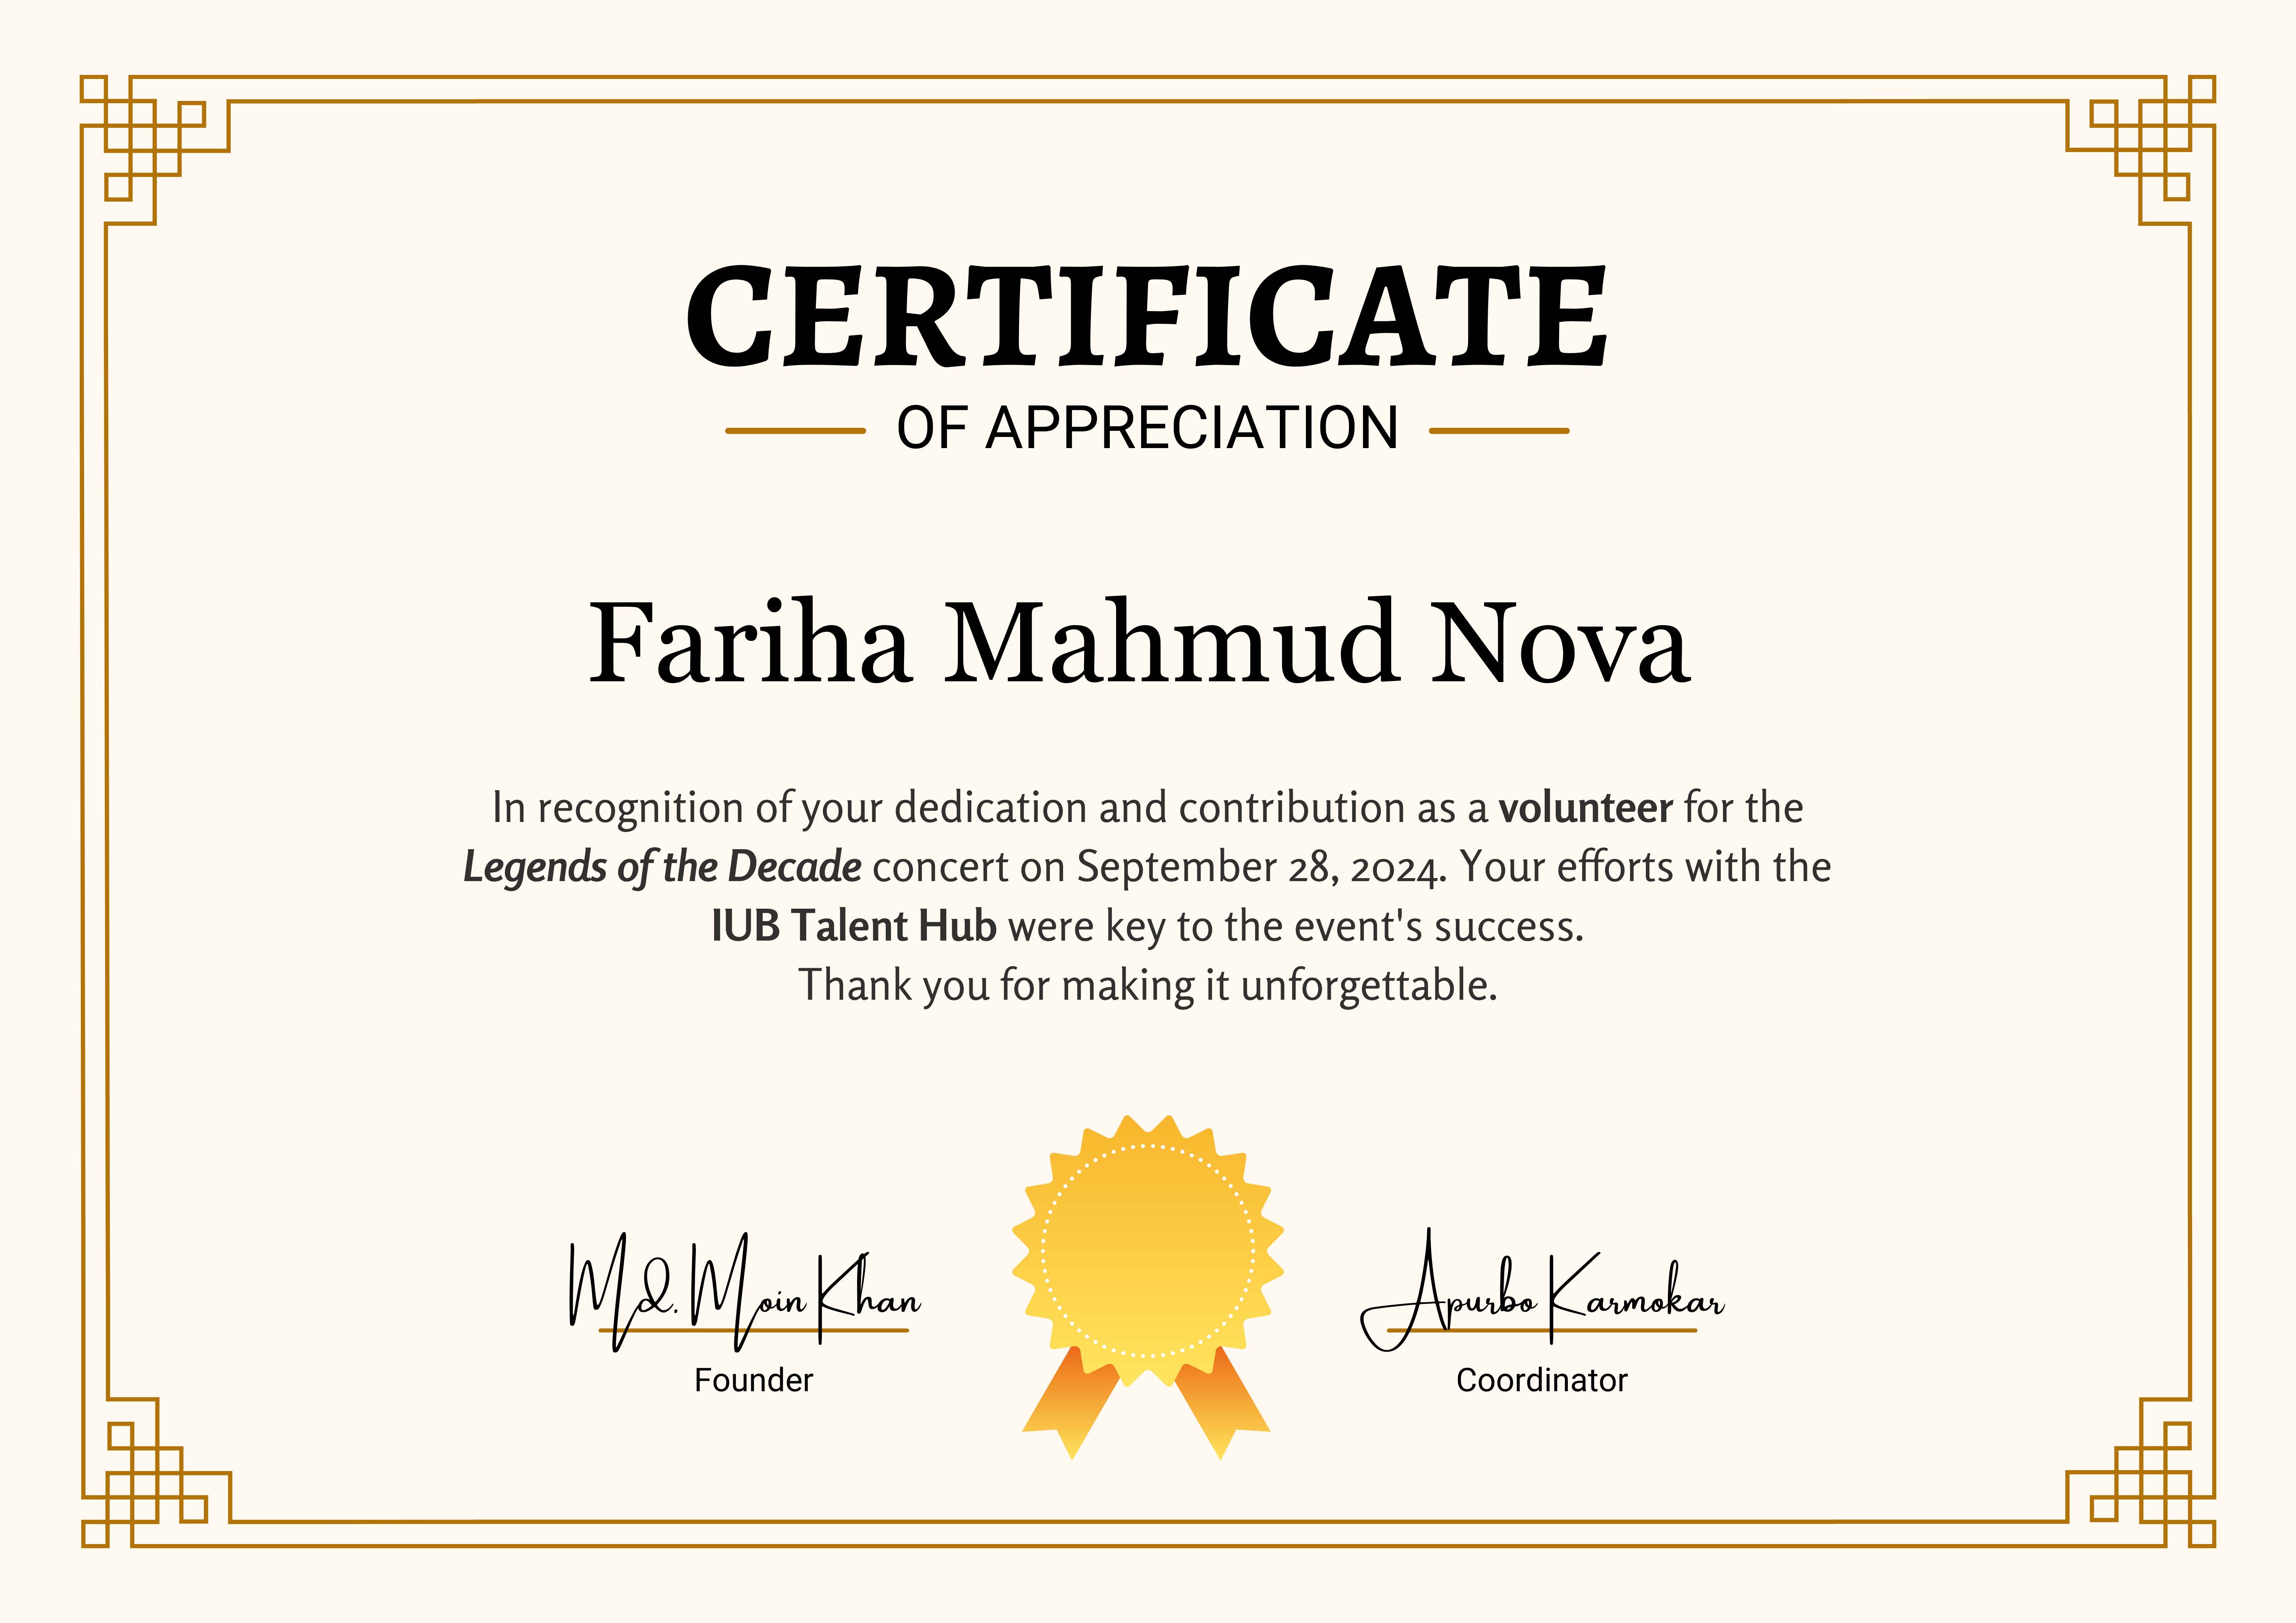 CERTIFICATE
OF APPRECIATION
Fariha Mahmud Nova
In recognition of your dedication and contribution as a volunteer for the
Legends of the Decade concert on September 28, 2024. Your efforts with the
IUB Talent Hub were key to the event's success.
Thank you for making it unforgettable.
Md. Moin Khan
Founder
Apurbo Karmokar
Coordinator